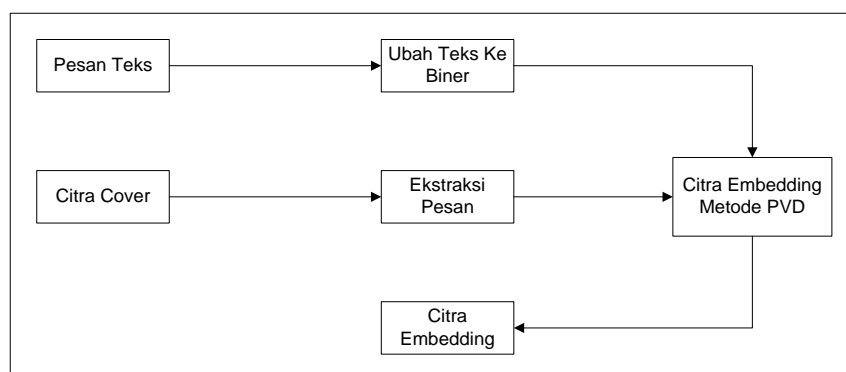 Pesan Teks
Ubah Teks Ke
Biner
Citra Cover
Ekstraksi
Pesan
Citra Embedding
Metode PVD
Citra
Embedding